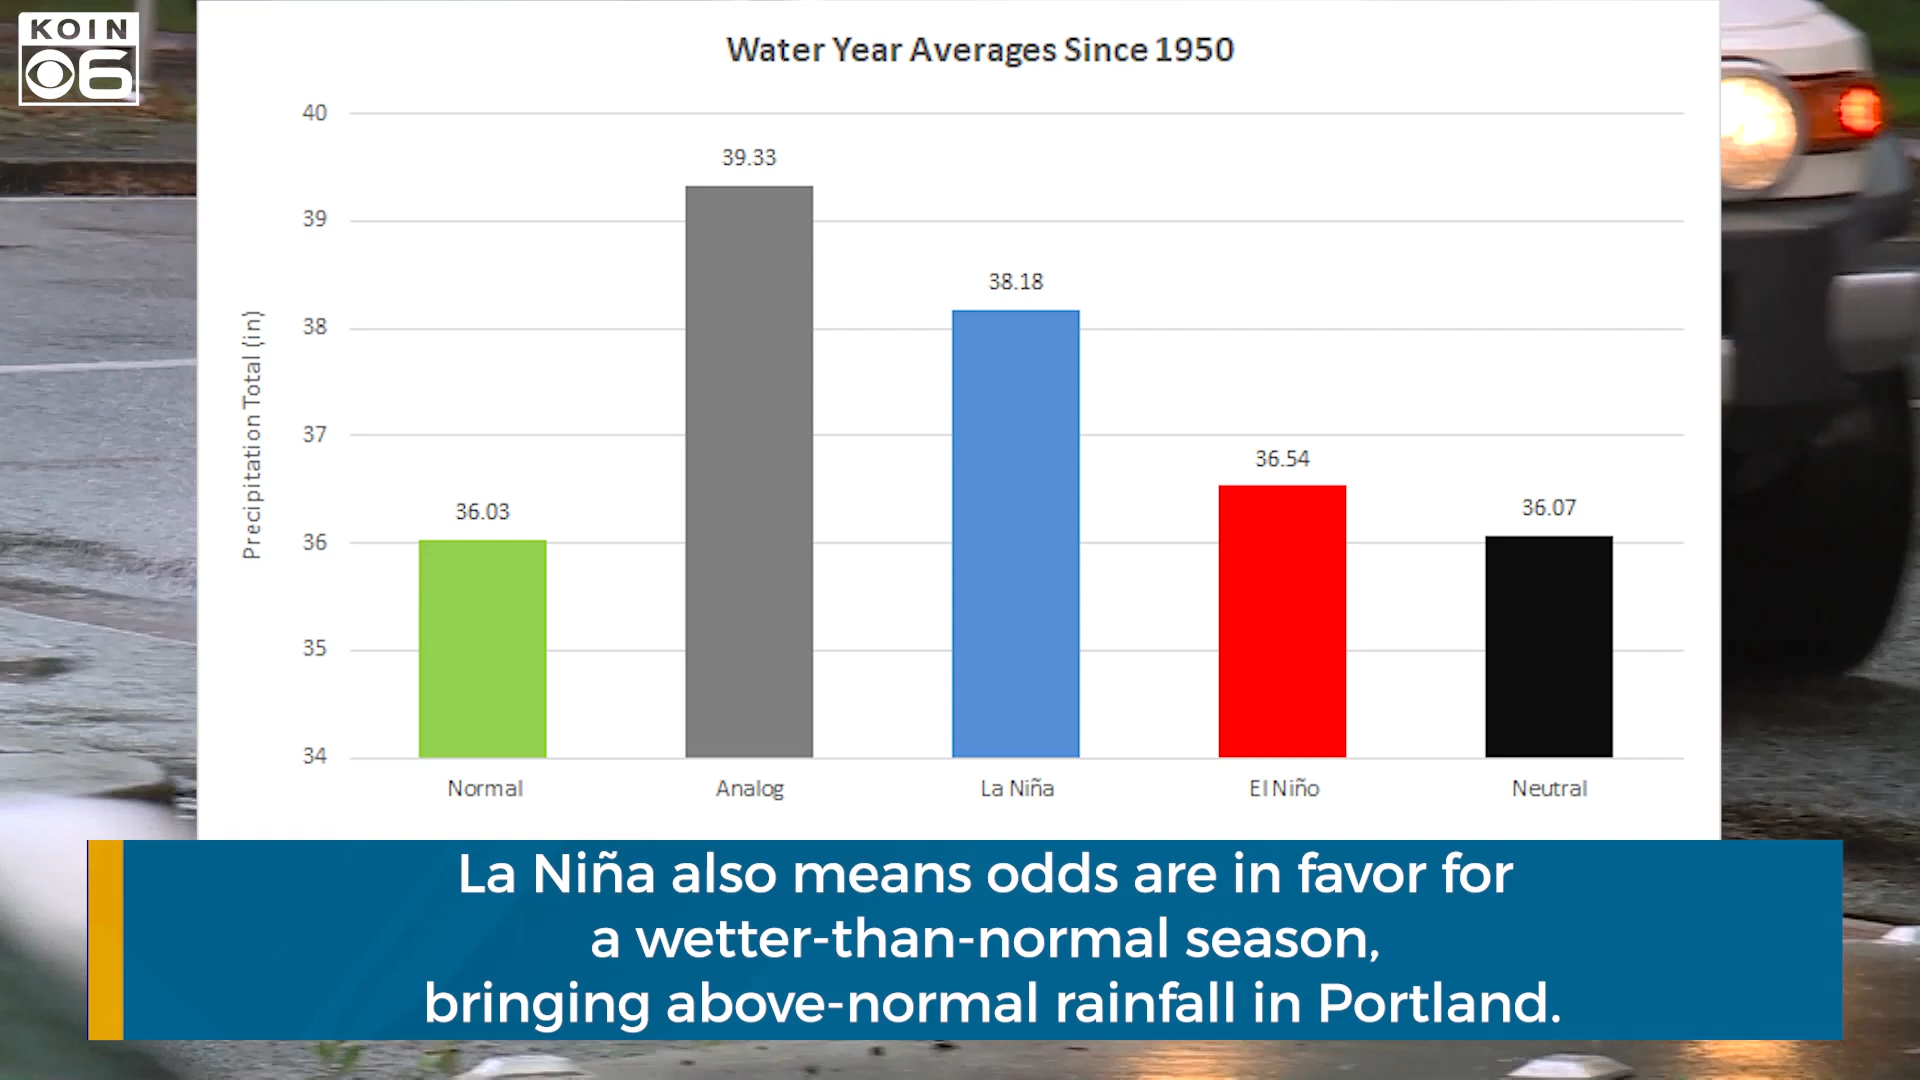 KOIN
6
Water Year Averages Since 1950
40
39.33
39
38.18
38
37
36.54
36.03
36.07
36
35
34
Precipitation Total (in)
Normal Analog La Niña El Niño Neutral
La Niña also means odds are in favor for
a wetter-than-normal season,
bringing above-normal rainfall in Portland.